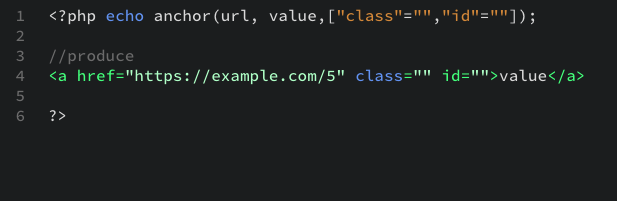 1 <?php echo anchor(url, value,["class"="","id"=""]);
2
3 //produce
4 <a href="https://example.com/5" class="" id="">value</a>
5
6 ?>